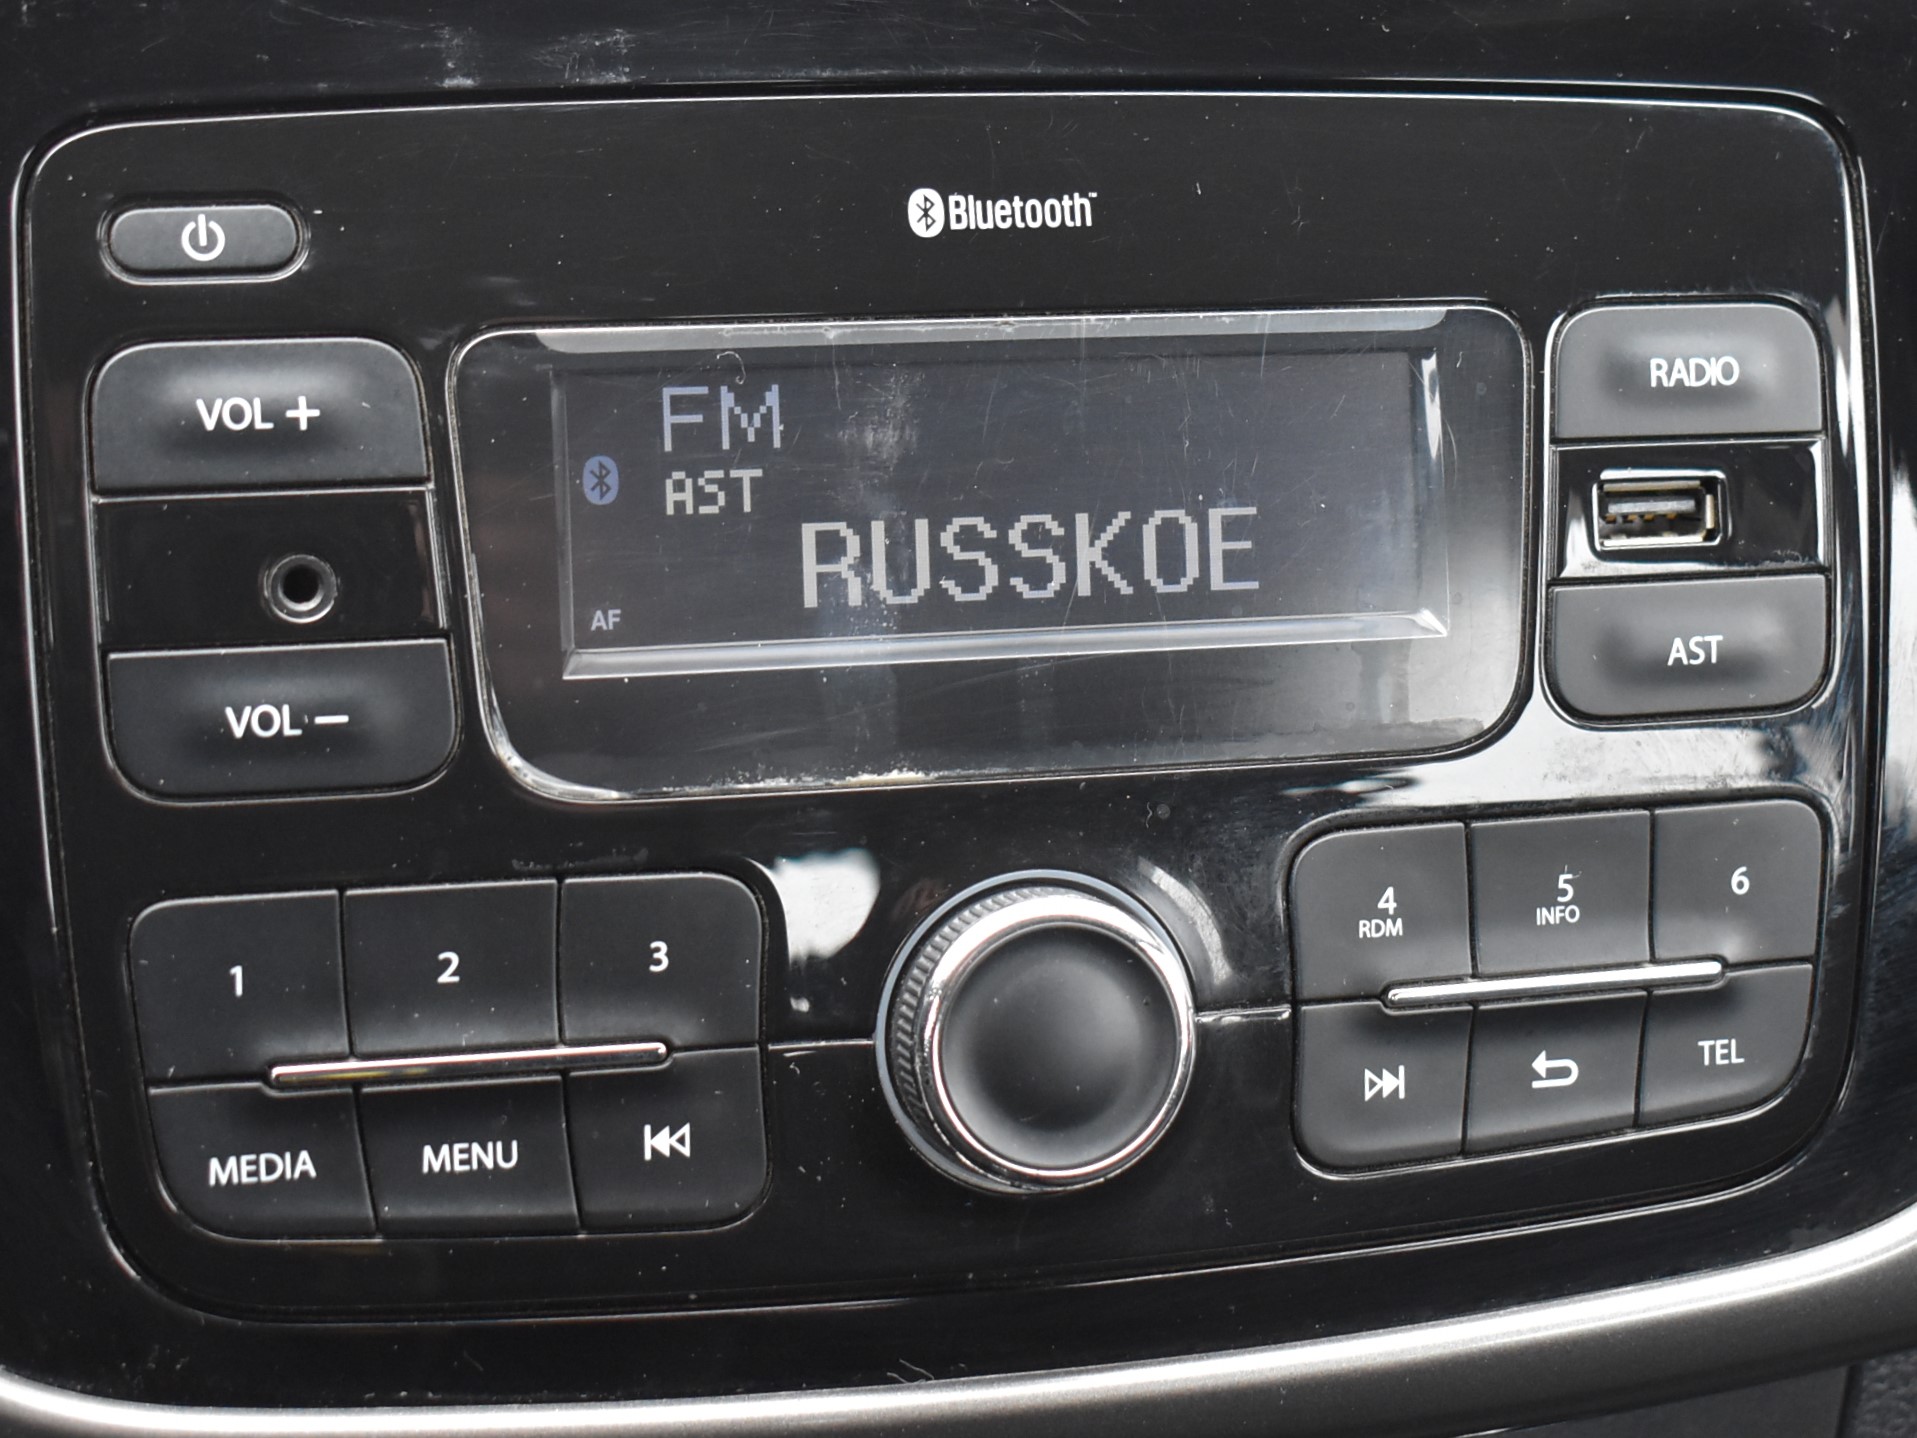 Bluetooth™
VOL +
RADIO
FM
AST
RUSSKOE
AF
AST
VOL −
1
2
3
4
RDM
5
INFO
6
MEDIA
MENU
TEL